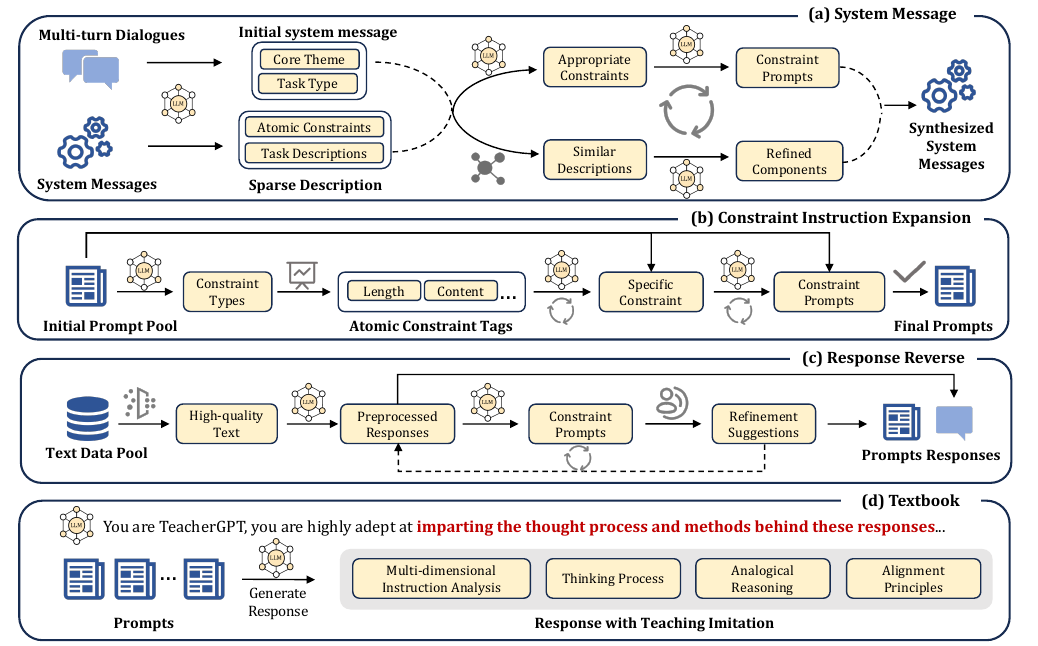 (a) System Message
Multi-turn Dialogues
Initial system message
Core Theme
Task Type
LLM
LLM
LLM
Appropriate
Constraints
Constraint
Prompts
Atomic Constraints
Task Descriptions
Similar
Descriptions
Refined
Components
LLM
Synthesized
System
Messages
System Messages
Sparse Description
(b) Constraint Instruction Expansion
LLM
Constraint
Types
Length
Content
...
LLM
Specific
Constraint
LLM
Constraint
Prompts
Initial Prompt Pool
Atomic Constraint Tags
Final Prompts
(c) Response Reverse
High-quality
Text
LLM
Preprocessed
Responses
LLM
Constraint
Prompts
Refinement
Suggestions
Text Data Pool
Prompts Responses
(d) Textbook
LLM
You are TeacherGPT, you are highly adept at imparting the thought process and methods behind these responses...
...
LLM
Generate
Response
Multi-dimensional
Instruction Analysis
Thinking Process
Analogical
Reasoning
Alignment
Principles
Prompts
Response with Teaching Imitation